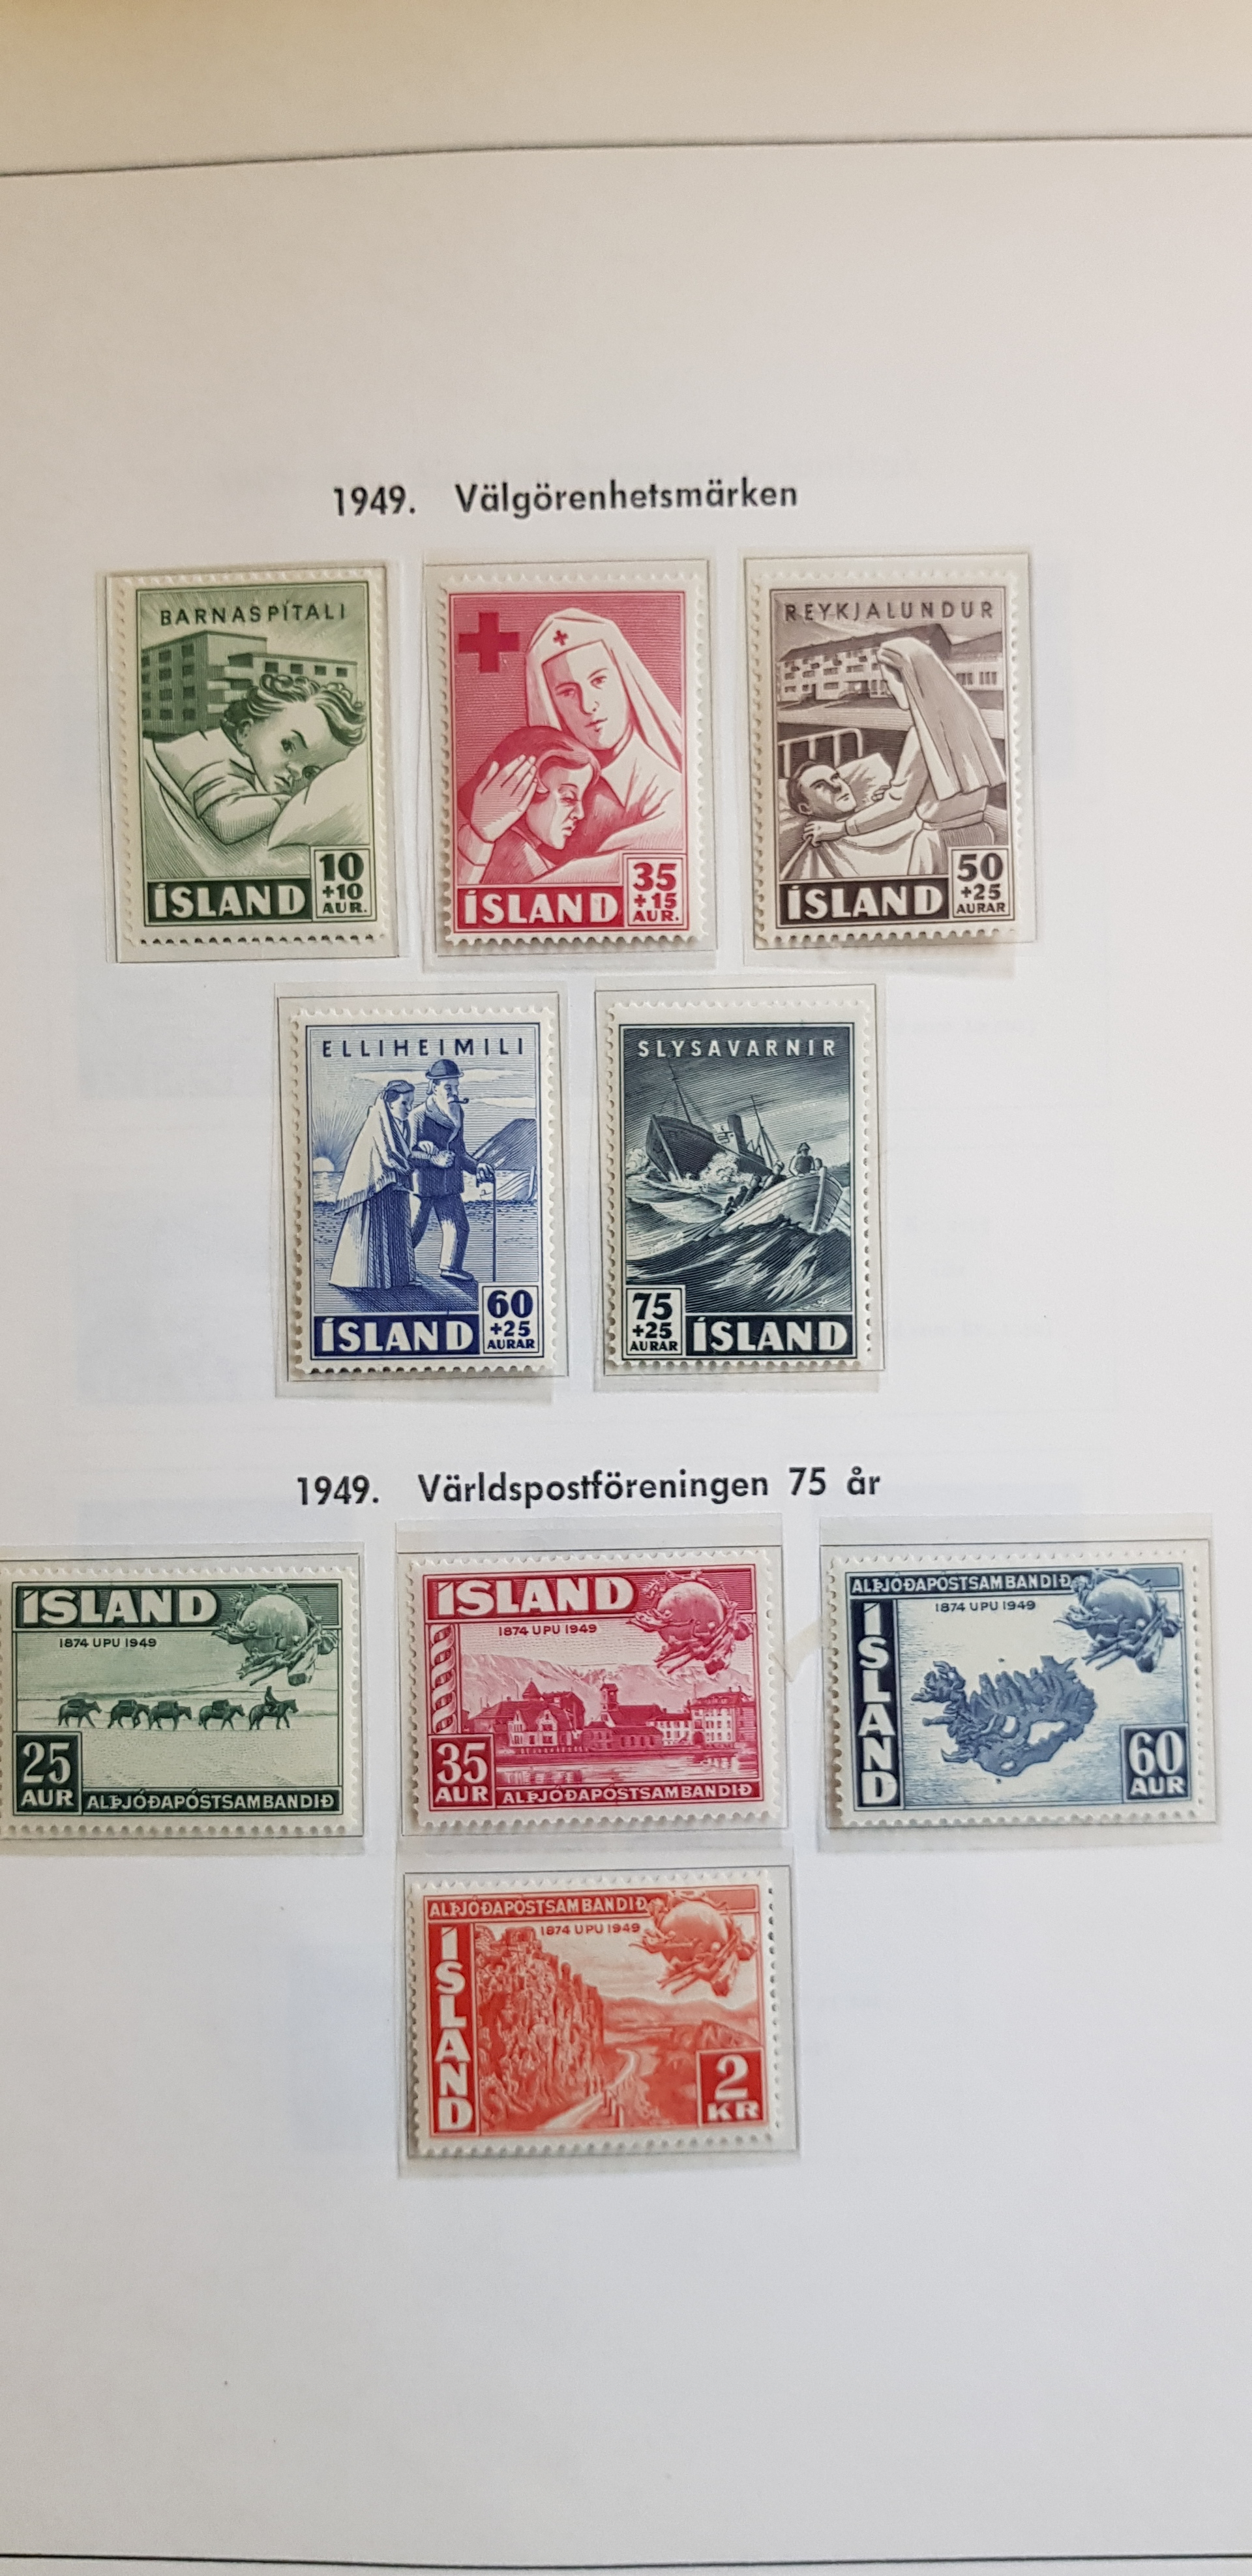 1949. Välgörenhetsmärken
BARNASPÍTALI
ÍSLAND
10
+10
AUR.
35
+15
AUR.
ÍSLAND
REYKJALUNDUR
50
+25
AURAR
ÍSLAND
ELLIHEIMILI
60
+25
AURAR
ÍSLAND
SLYSAVARNIR
75
+25
AURAR
ÍSLAND
1949. Världspostföreningen 75 år
ÍSLAND
1874 UPU 1949
25
AUR
ALÞJÓÐAPÓSTSAMBANDIÐ
ÍSLAND
1874 UPU 1949
35
AUR
ALÞJÓÐAPÓSTSAMBANDIÐ
ALÞJÓÐAPÓSTSAMBANDIÐ
1874 UPU 1949
ÍSLAND
60
AUR
ALÞJÓÐAPÓSTSAMBANDIÐ
1874 UPU 1949
ÍSLAND
2
KR